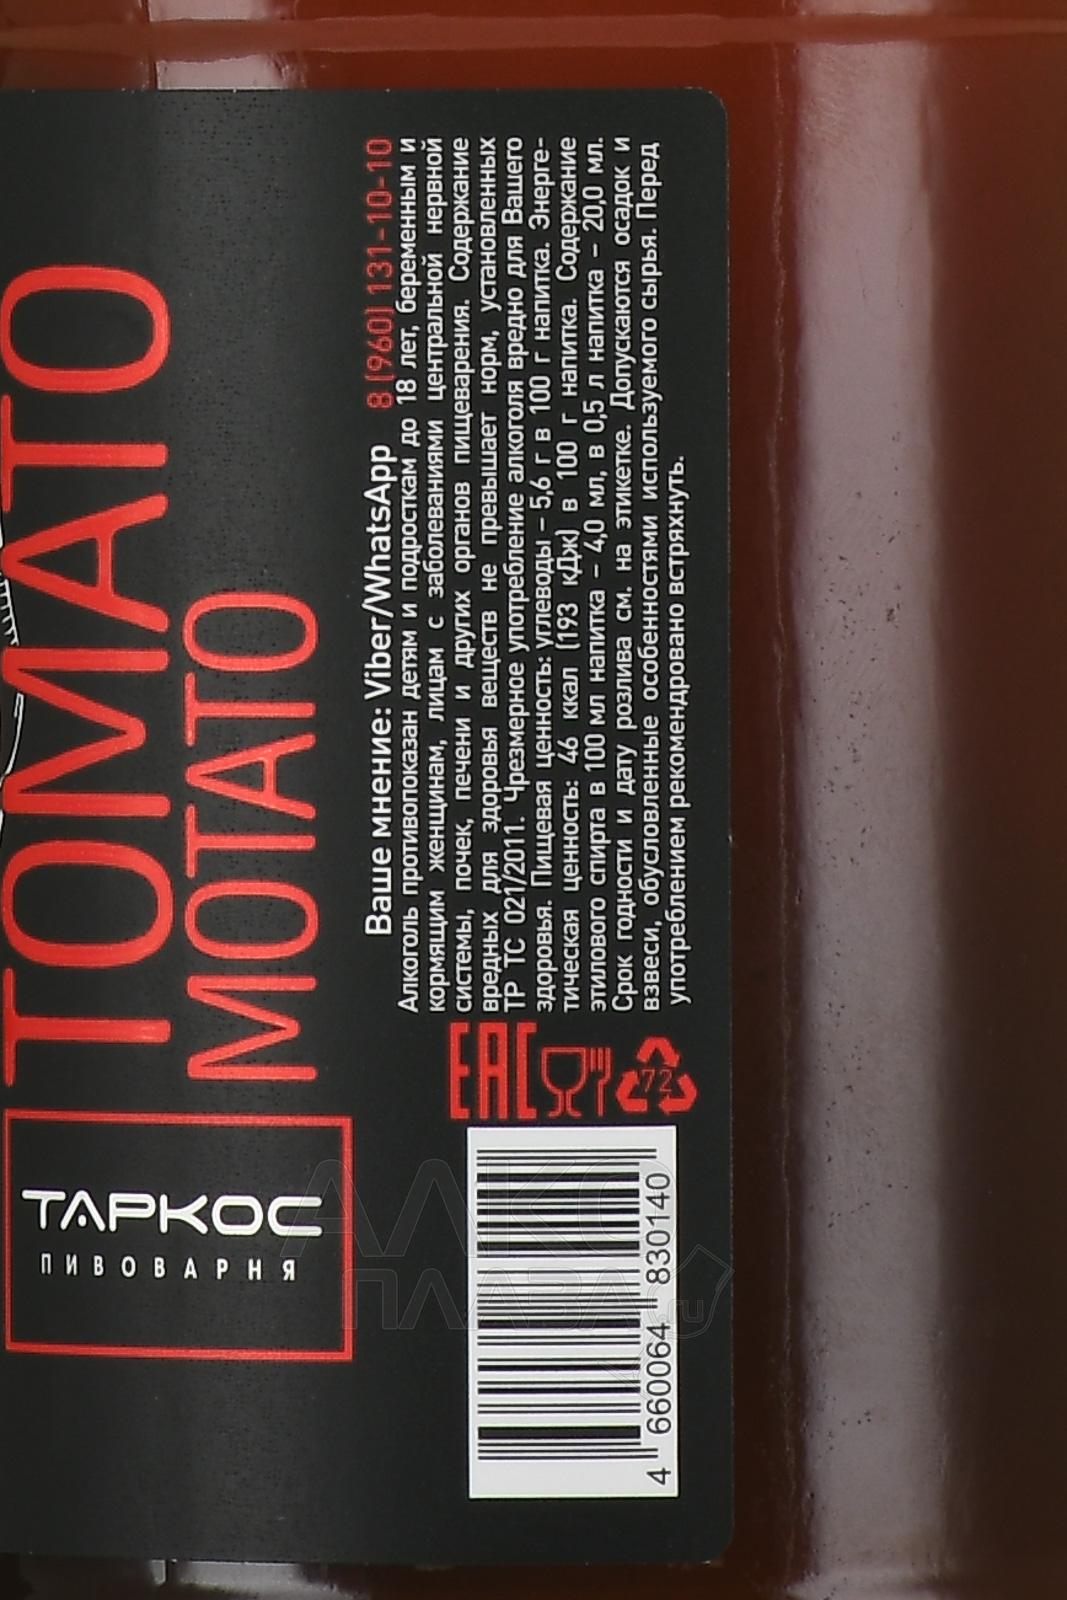 ТОМАТО
МОТАТО
ТАРКОС
ПИВОВАРНЯ
Ваше мнение: Viber/WhatsApp 8 (960) 131-10-10
Алкоголь противопоказан детям и подросткам до 18 лет, беременным и
кормящим женщинам, лицам с заболеваниями центральной нервной
системы, почек, печени и других органов пищеварения. Содержание
вредных для здоровья веществ не превышает норм, установленных
ТР ТС 021/2011. Чрезмерное употребление алкоголя вредно для Вашего
здоровья. Пищевая ценность: углеводы – 5,6 г в 100 г напитка. Энерге-
тическая ценность: 46 ккал (193 кДж) в 100 г напитка. Содержание
этилового спирта в 100 мл напитка – 4,0 мл, в 0,5 л напитка – 20,0 мл.
Срок годности и дату розлива см. на этикетке. Допускаются осадок и
взвеси, обусловленные особенностями используемого сырья. Перед
употреблением рекомендовано встряхнуть.
EAC
72
4 660064 830140
АЛКО
ПЛАЗА
.ru